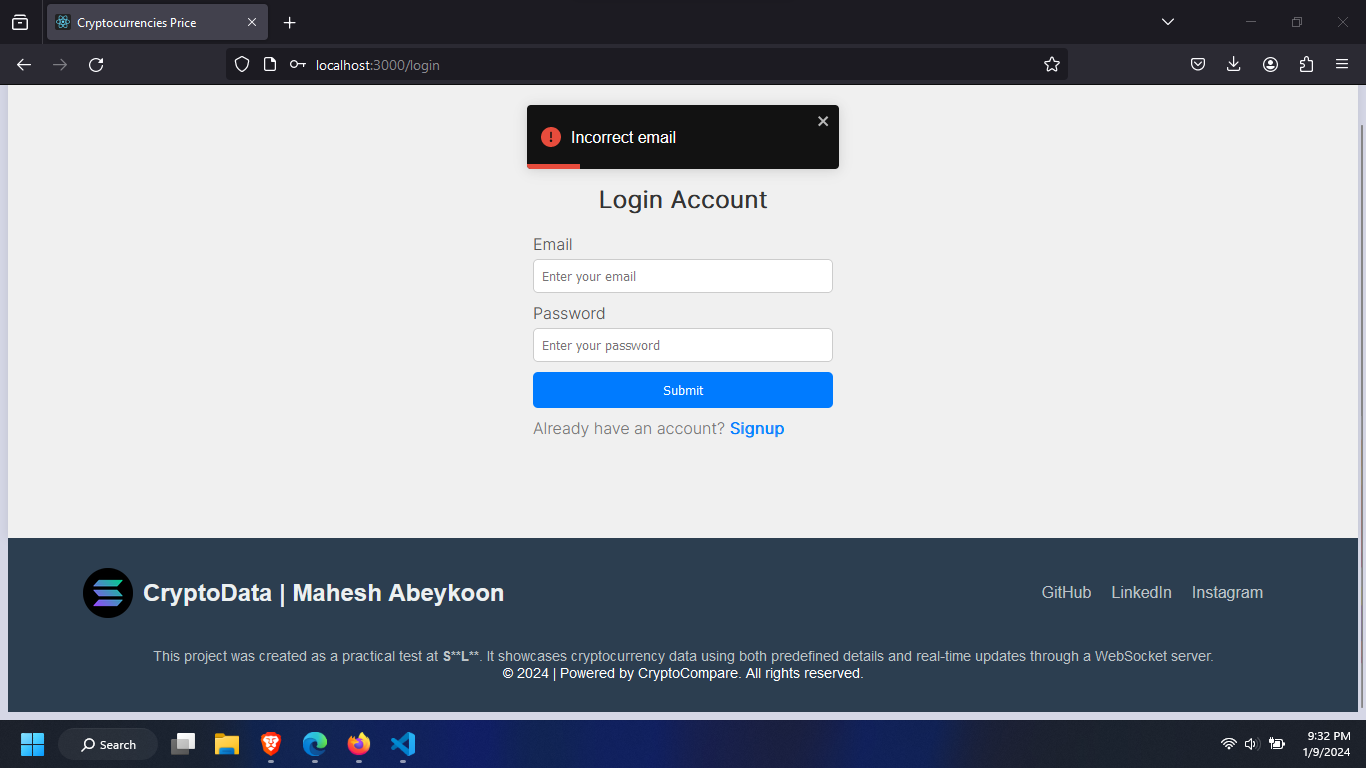 Cryptocurrencies Price
localhost:3000/login
Incorrect email
Login Account
Email
Enter your email
Password
Enter your password
Submit
Already have an account? Signup
CryptoData | Mahesh Abeykoon
GitHub LinkedIn Instagram
This project was created as a practical test at S**L**. It showcases cryptocurrency data using both predefined details and real-time updates through a WebSocket server.
© 2024 | Powered by CryptoCompare. All rights reserved.
Search
9:32 PM
1/9/2024